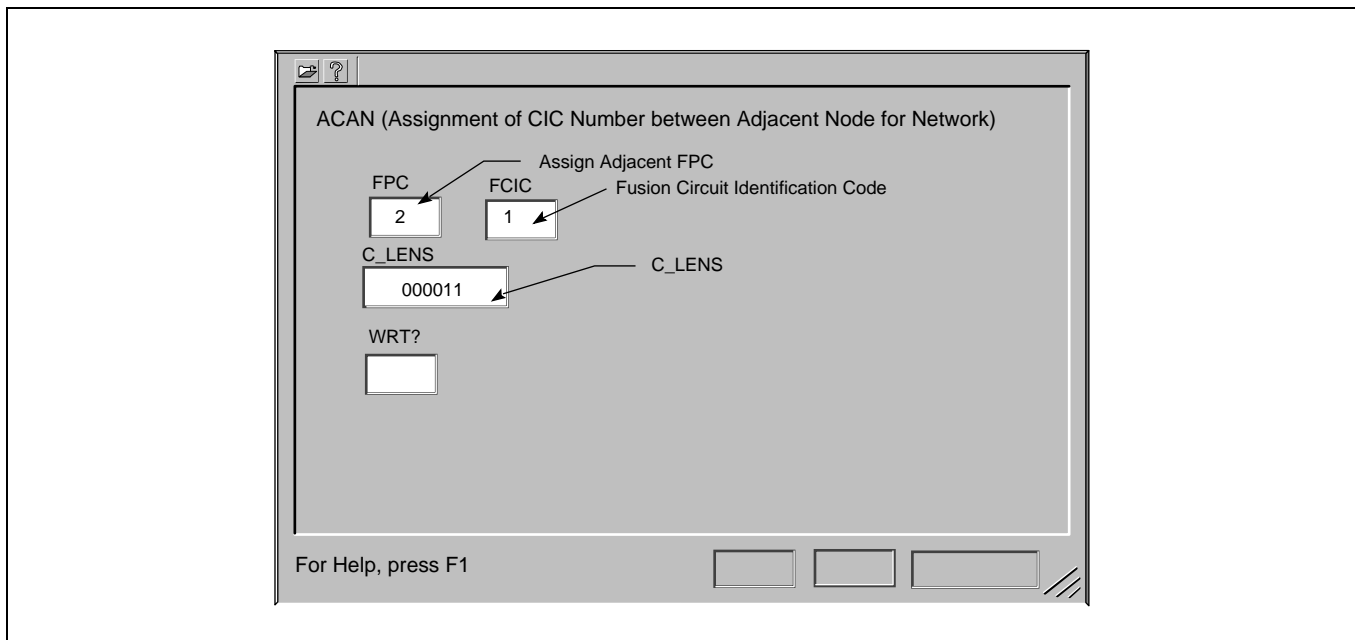 ?
ACAN (Assignment of CIC Number between Adjacent Node for Network)
Assign Adjacent FPC
FPC
FCIC
Fusion Circuit Identification Code
2
1
C_LENS
C_LENS
000011
WRT?
For Help, press F1